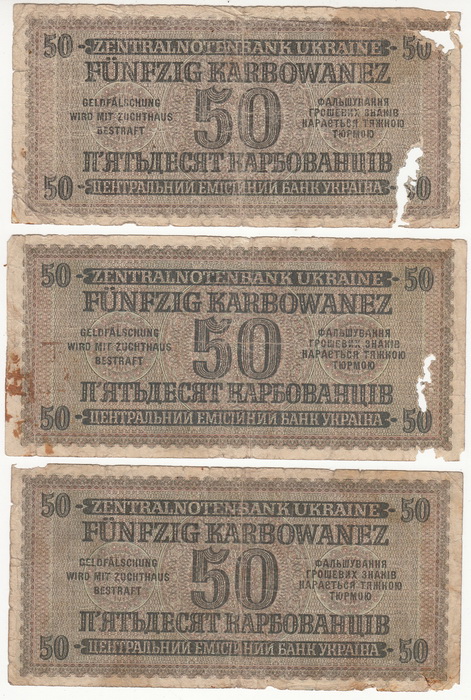 50 ZENTRALNOTENBANK UKRAINE 50
FÜNFZIG KARBOWANEZ
GELDFÄLSCHUNG
WIRD MIT ZUCHTHAUS
BESTRAFT
50
ФАЛЬШУВАННЯ
ГРОШЕВИХ ЗНАКІВ
КАРАЄТЬСЯ ТЯЖКОЮ
ТЮРМОЮ
ПЯТЬДЕСЯТ КАРБОВАНЦІВ
50 ЦЕНТРАЛЬНИЙ ЕМІСІЙНИЙ БАНК УКРАЇНА 50
50 ZENTRALNOTENBANK UKRAINE 50
FÜNFZIG KARBOWANEZ
GELDFÄLSCHUNG
WIRD MIT ZUCHTHAUS
BESTRAFT
50
ФАЛЬШУВАННЯ
ГРОШЕВИХ ЗНАКІВ
КАРАЄТЬСЯ ТЯЖКОЮ
ТЮРМОЮ
П'ЯТЬДЕСЯТ КАРБОВАНЦІВ
50 ЦЕНТРАЛЬНИЙ ЕМІСІЙНИЙ БАНК УКРАЇНА 50
50 ZENTRALNOTENBANK UKRAINE 50
FÜNFZIG KARBOWANEZ
GELDFÄLSCHUNG
WIRD MIT ZUCHTHAUS
BESTRAFT
50
ФАЛЬШУВАННЯ
ГРОШЕВИХ ЗНАКІВ
КАРАЄТЬСЯ ТЯЖКОЮ
ТЮРМОЮ
П'ЯТЬДЕСЯТ КАРБОВАНЦІВ
50 ЦЕНТРАЛЬНИЙ ЕМІСІЙНИЙ БАНК УКРАЇНА 50